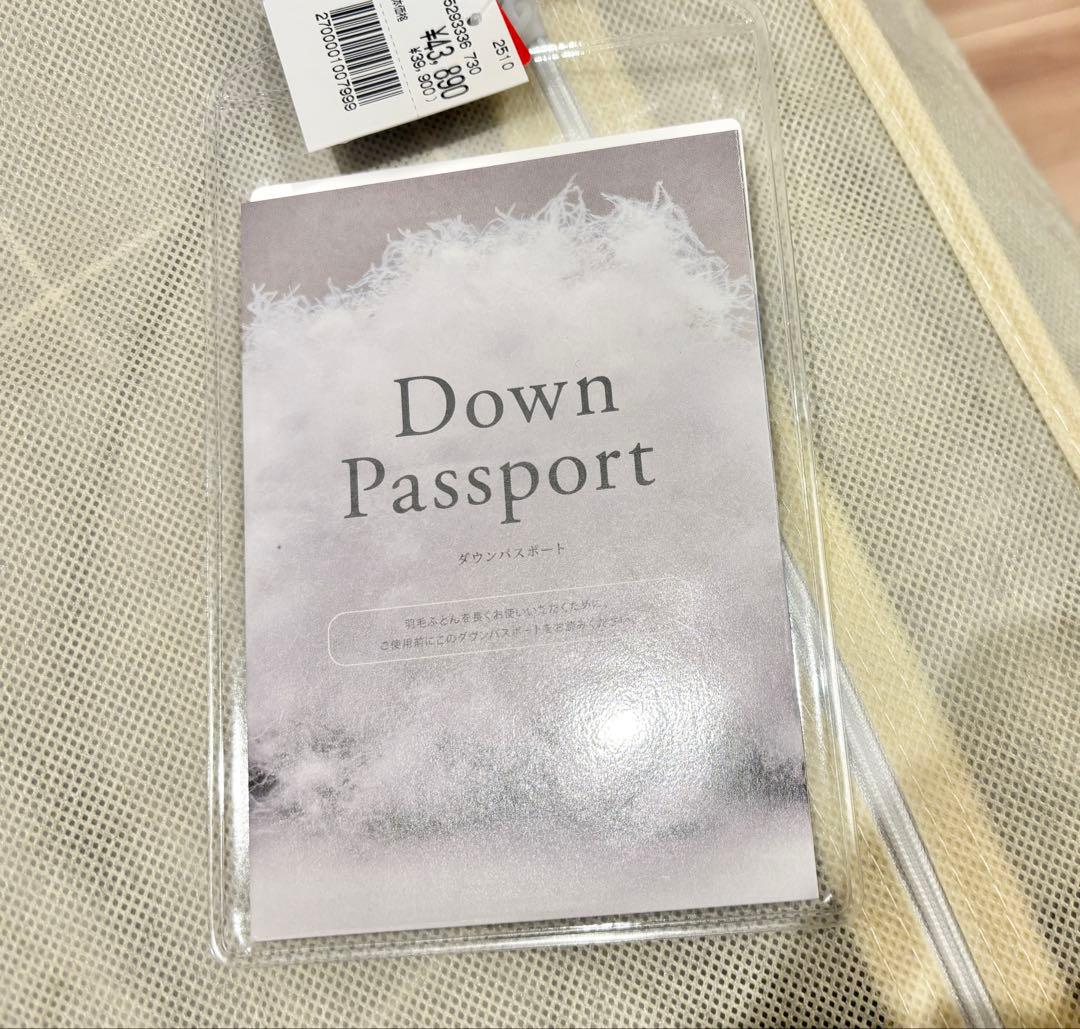 5293336 730
2510
¥43,890
¥39,900)
2700001007999
Down
Passport
ダウンパスポート
羽毛ふとんを長くお使いいただくために、
ご使用前にこのダウンパスポートをお読みください。